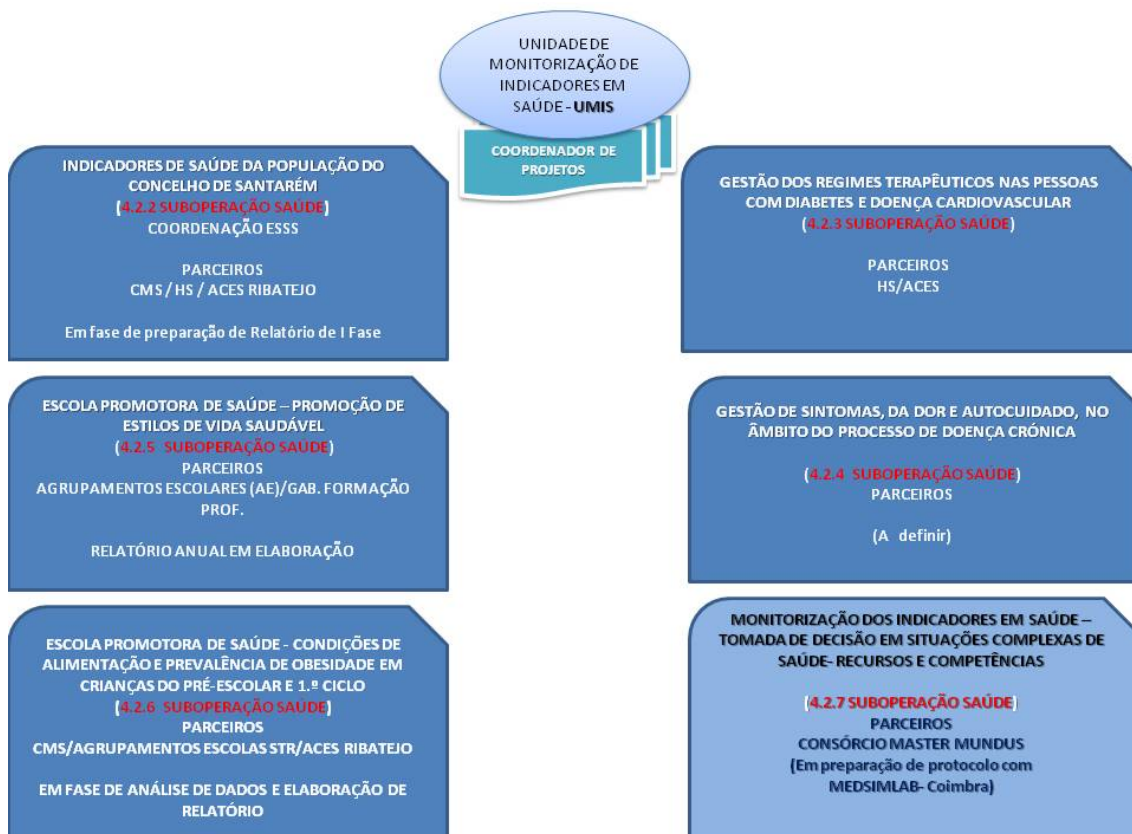 UNIDADE DE
MONITORIZAÇÃO DE
INDICADORES EM
SAÚDE - UMIS
COORDENADOR DE
PROJETOS
INDICADORES DE SAÚDE DA POPULAÇÃO DO
CONCELHO DE SANTARÉM
(4.2.2 SUBOPERAÇÃO SAÚDE)
COORDENAÇÃO ESSS
PARCEIROS
CMS / HS / ACES RIBATEJO
Em fase de preparação de Relatório de I Fase
GESTÃO DOS REGIMES TERAPÊUTICOS NAS PESSOAS
COM DIABETES E DOENÇA CARDIOVASCULAR
(4.2.3 SUBOPERAÇÃO SAÚDE)
PARCEIROS
HS/ACES
ESCOLA PROMOTORA DE SAÚDE – PROMOÇÃO DE
ESTILOS DE VIDA SAUDÁVEL
(4.2.5 SUBOPERAÇÃO SAÚDE)
PARCEIROS
AGRUPAMENTOS ESCOLARES (AE)/GAB. FORMAÇÃO
PROF.
RELATÓRIO ANUAL EM ELABORAÇÃO
GESTÃO DE SINTOMAS, DA DOR E AUTOCUIDADO, NO
ÂMBITO DO PROCESSO DE DOENÇA CRÓNICA
(4.2.4 SUBOPERAÇÃO SAÚDE)
PARCEIROS
(A definir)
ESCOLA PROMOTORA DE SAÚDE - CONDIÇÕES DE
ALIMENTAÇÃO E PREVALÊNCIA DE OBESIDADE EM
CRIANÇAS DO PRÉ-ESCOLAR E 1.º CICLO
(4.2.6 SUBOPERAÇÃO SAÚDE)
PARCEIROS
CMS/AGRUPAMENTOS ESCOLAS STR/ACES RIBATEJO
EM FASE DE ANÁLISE DE DADOS E ELABORAÇÃO DE
RELATÓRIO
MONITORIZAÇÃO DOS INDICADORES EM SAÚDE –
TOMADA DE DECISÃO EM SITUAÇÕES COMPLEXAS DE
SAÚDE- RECURSOS E COMPETÊNCIAS
(4.2.7 SUBOPERAÇÃO SAÚDE)
PARCEIROS
CONSÓRCIO MASTER MUNDUS
(Em preparação de protocolo com
MEDSIMLAB- Coimbra)